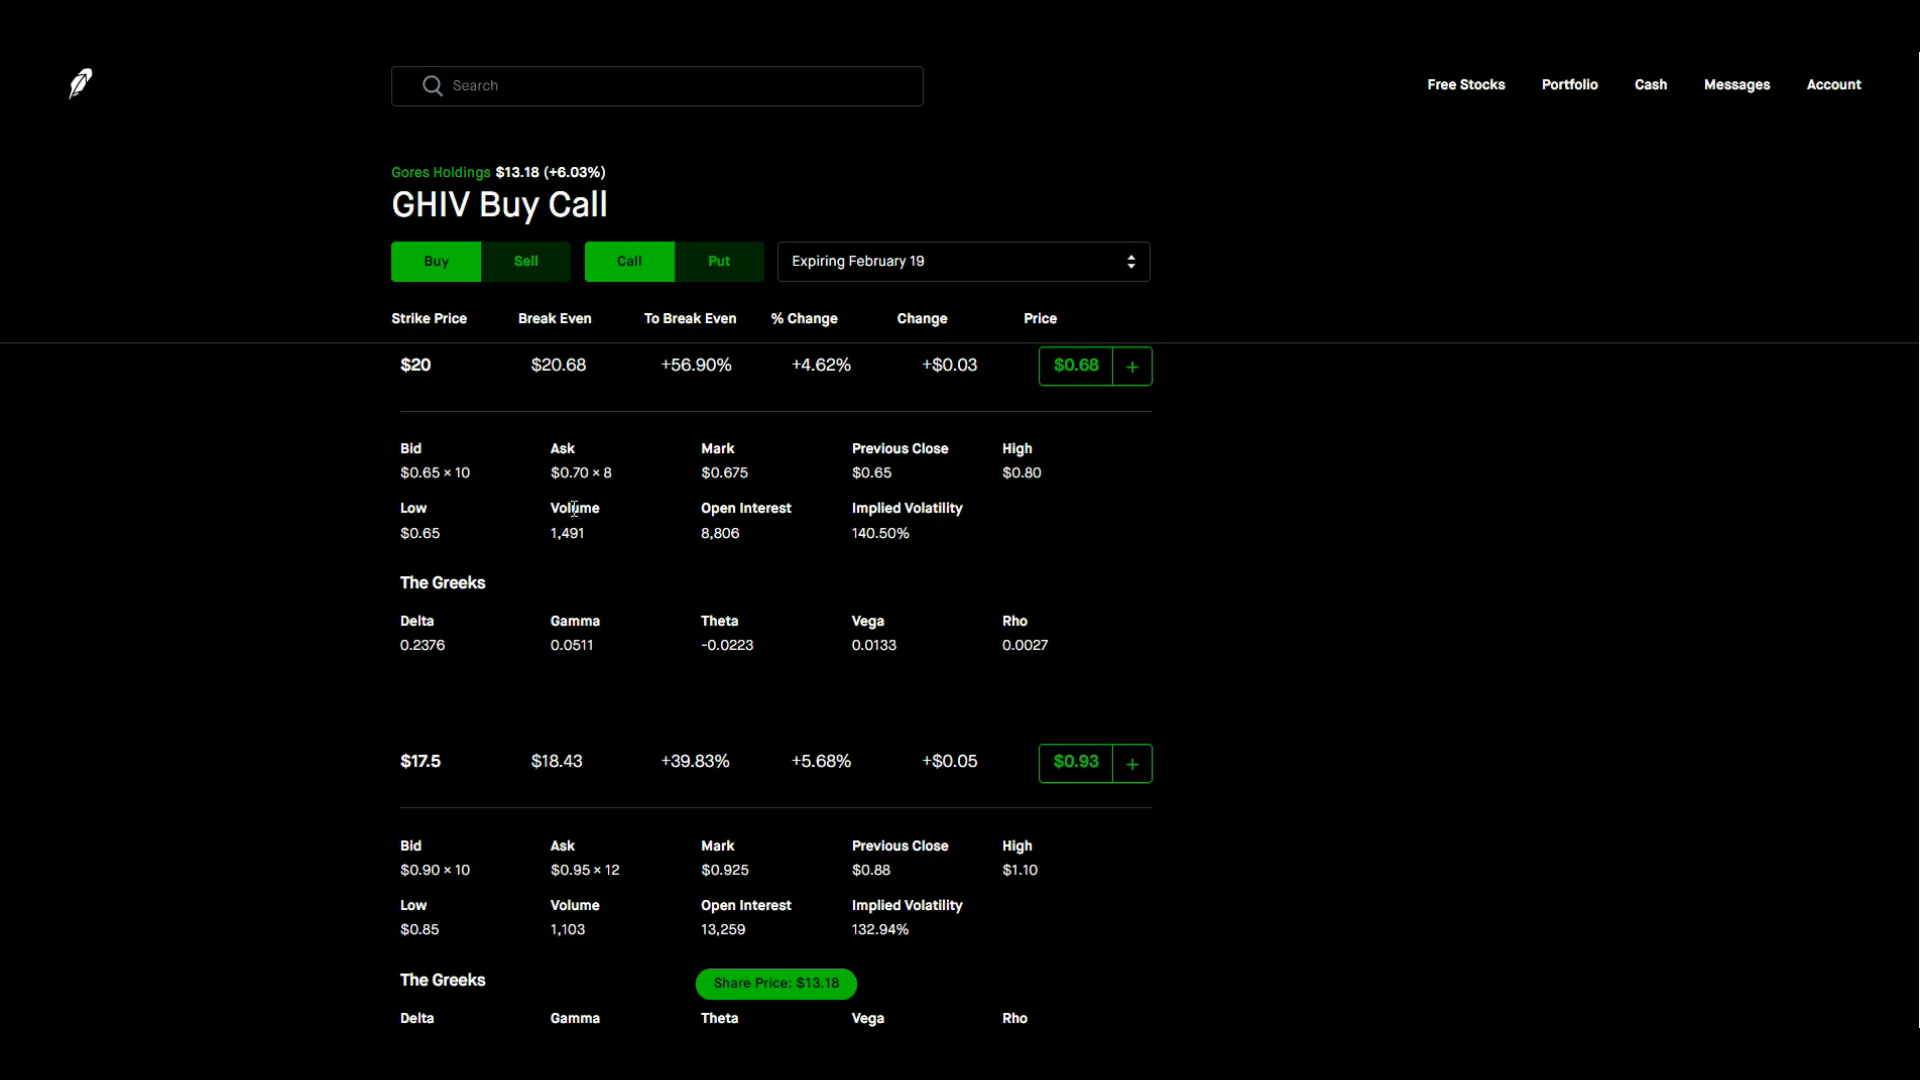 Search
Free Stocks Portfolio Cash Messages Account
Gores Holdings $13.18 (+6.03%)
GHIV Buy Call
Buy Sell Call Put Expiring February 19
Strike Price Break Even To Break Even % Change Change Price
$20 $20.68 +56.90% +4.62% +$0.03 $0.68 +
Bid Ask Mark Previous Close High
$0.65 × 10 $0.70 × 8 $0.675 $0.65 $0.80
Low Volume Open Interest Implied Volatility
$0.65 1,491 8,806 140.50%
The Greeks
Delta Gamma Theta Vega Rho
0.2376 0.0511 -0.0223 0.0133 0.0027
$17.5 $18.43 +39.83% +5.68% +$0.05 $0.93 +
Bid Ask Mark Previous Close High
$0.90 × 10 $0.95 × 12 $0.925 $0.88 $1.10
Low Volume Open Interest Implied Volatility
$0.85 1,103 13,259 132.94%
The Greeks
Share Price: $13.18
Delta Gamma Theta Vega Rho